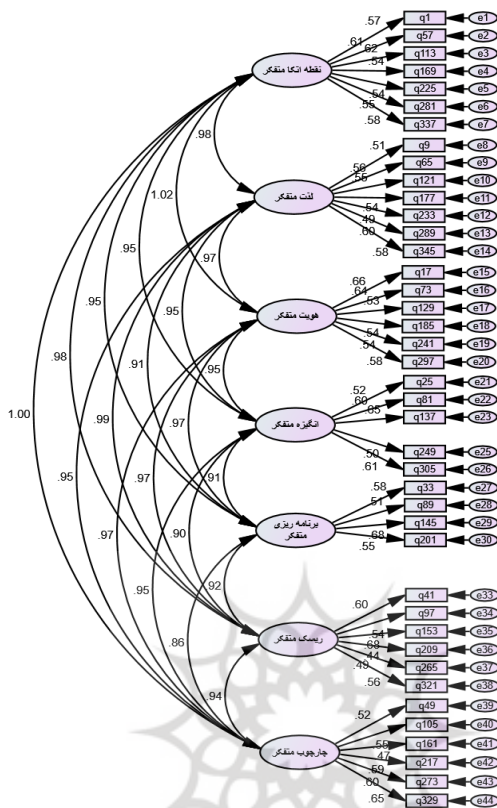 .57
q1
e1
.61
q57
e2
.62
q113
e3
.54
نقطه اتکا متفکر
q169
e4
q225
e5
.54
q281
e6
.55
q337
e7
.58
.98
.51
q9
e8
.56
q65
e9
.55
q121
e10
لذت متفکر
q177
e11
.54
q233
e12
.49
q289
e13
.60
q345
e14
.58
1.02
.97
.66
q17
e15
.64
q73
e16
.53
q129
e17
هویت متفکر
q185
e18
.54
q241
e19
.54
q297
e20
.58
.95
.95
.95
.52
q25
e21
.60
q81
e22
.65
q137
e23
انگیزه متفکر
.50
q249
e25
.61
q305
e26
.95
.91
.98
.97
.91
.58
q33
e27
.51
q89
e28
برنامه ریزی
متفکر
q145
e29
.68
q201
e30
.55
1.00
.99
.97
.90
.92
.60
q41
e33
q97
e34
.54
q153
e35
ریسک متفکر
.68
q209
e36
.44
q265
e37
.49
q321
e38
.56
.95
.97
.95
.86
.94
.52
q49
e39
q105
e40
.55
q161
e41
چارچوب متفکر
.47
q217
e42
.59
q273
e43
.60
q329
e44
.65